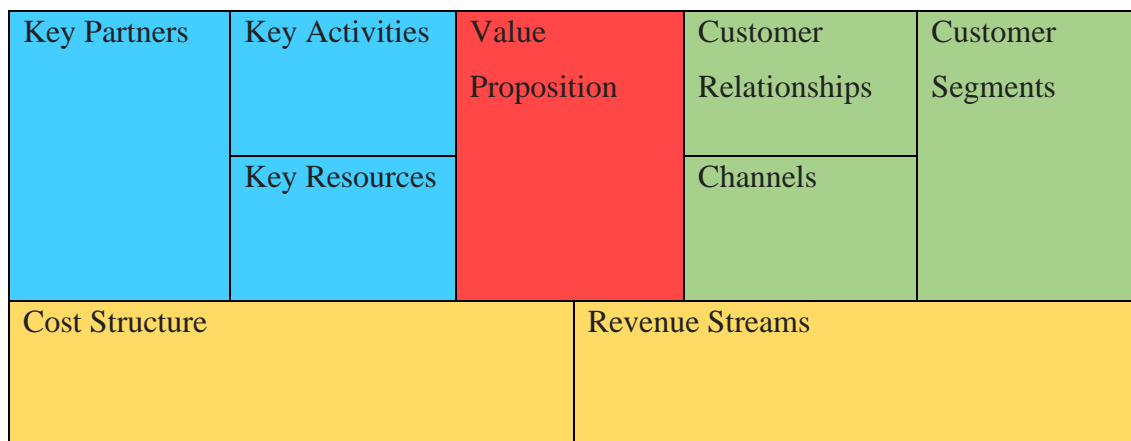 Key Partners
Key Activities
Value
Proposition
Customer
Relationships
Customer
Segments
Key Resources
Channels
Cost Structure
Revenue Streams